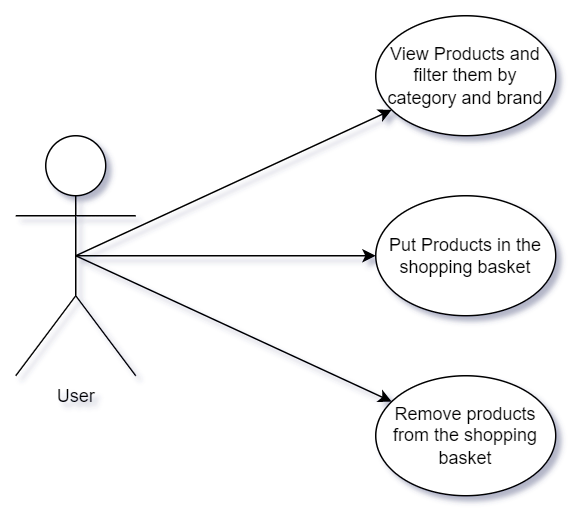 View Products and
filter them by
category and brand
Put Products in the
shopping basket
User
Remove products
from the shopping
basket